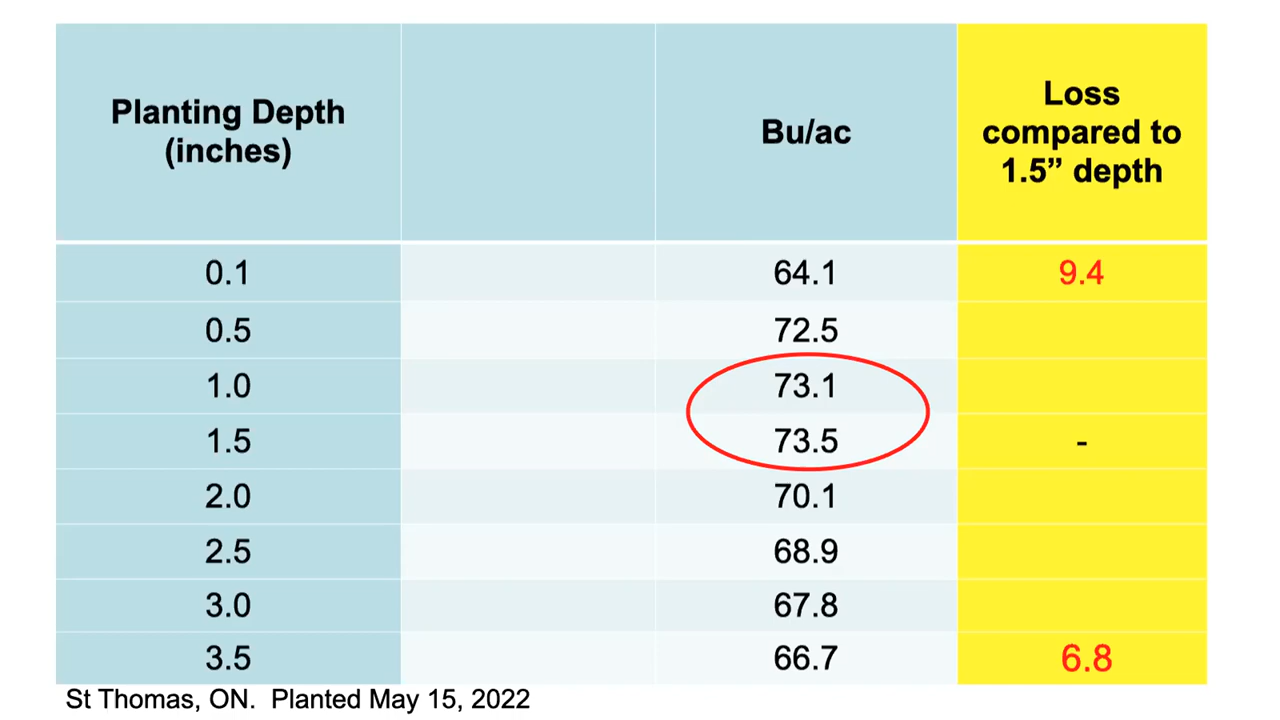 Planting Depth
(inches)
Bu/ac
Loss
compared to
1.5” depth
0.1 64.1 9.4
0.5 72.5
1.0 73.1
1.5 73.5 -
2.0 70.1
2.5 68.9
3.0 67.8
3.5 66.7 6.8
St Thomas, ON.  Planted May 15, 2022